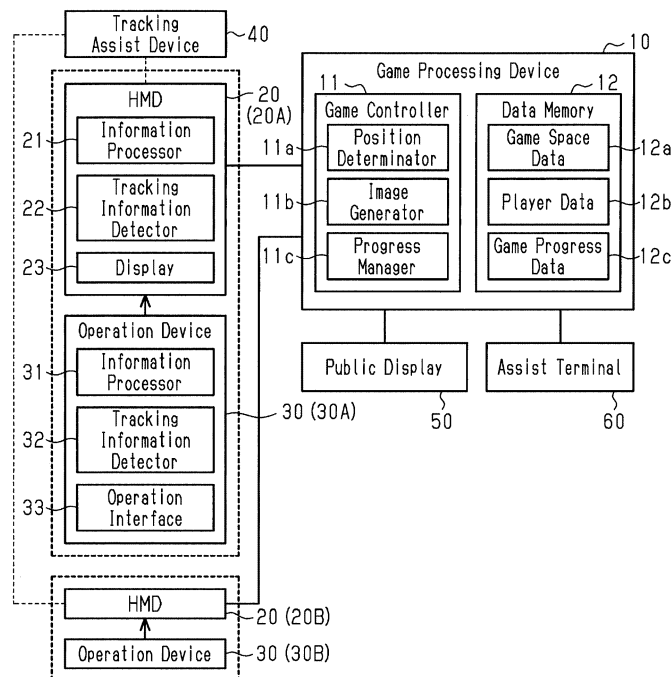 Tracking
Assist Device
40
HMD
20
(20A)
21
Information
Processor
22
Tracking
Information
Detector
23
Display
Operation Device
31
Information
Processor
32
Tracking
Information
Detector
30 (30A)
33
Operation
Interface
HMD
20 (20B)
Operation Device
30 (30B)
10
Game Processing Device
11
Game Controller
11a
Position
Determinator
11b
Image
Generator
11c
Progress
Manager
12
Data Memory
Game Space
Data
12a
Player Data
12b
Game Progress
Data
12c
Public Display
50
Assist Terminal
60